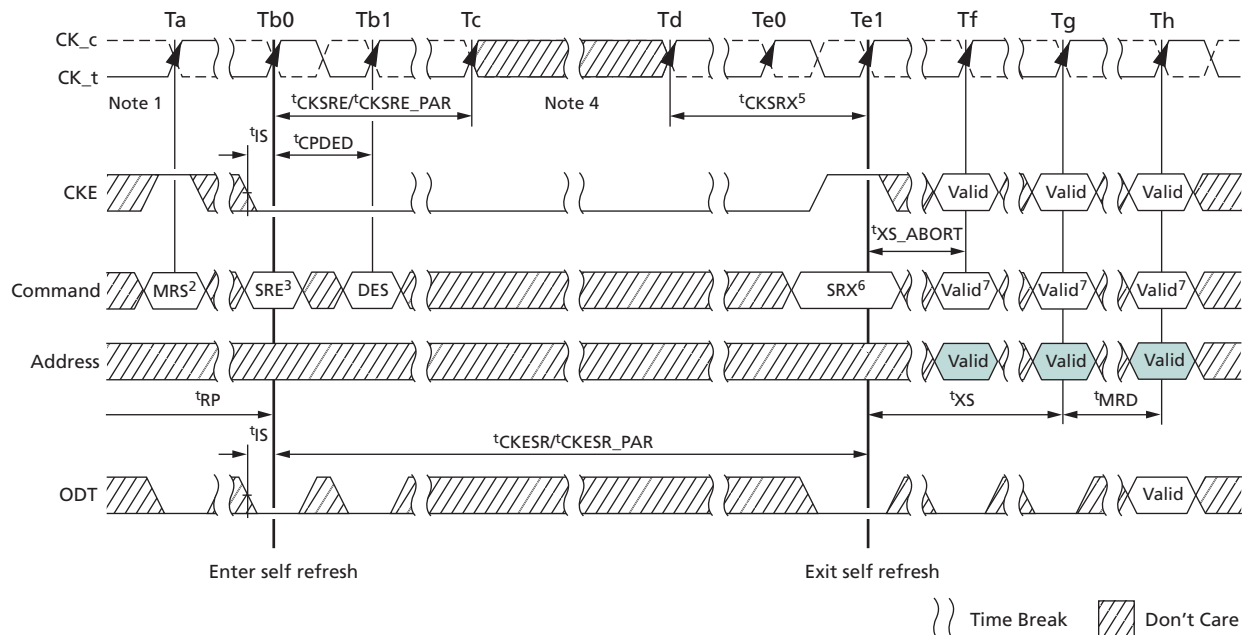 Ta Tb0 Tb1 Tc Td Te0 Te1 Tf Tg Th
CK_c
CK_t
Note 1 tCKSRE/tCKSRE_PAR Note 4 tCKSRX5
tIS tCPDED
CKE Valid Valid Valid
tXS_ABORT
Command MRS2 SRE3 DES SRX6 Valid7 Valid7 Valid7
Address Valid Valid Valid
tRP tXS tMRD
tIS tCKESR/tCKESR_PAR
ODT Valid
Enter self refresh Exit self refresh
Time Break Don't Care